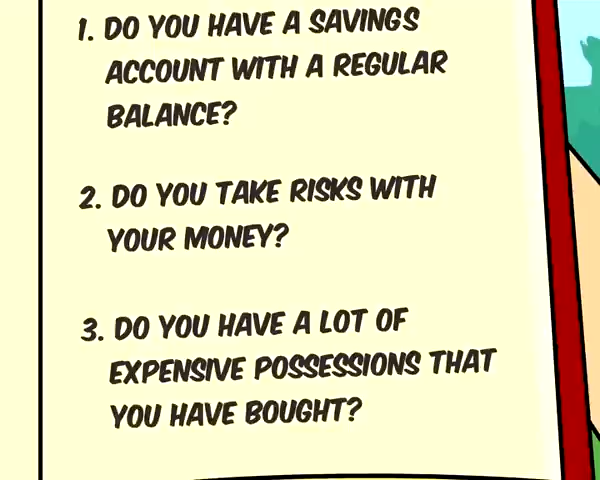 1. DO YOU HAVE A SAVINGS
ACCOUNT WITH A REGULAR
BALANCE?
2. DO YOU TAKE RISKS WITH
YOUR MONEY?
3. DO YOU HAVE A LOT OF
EXPENSIVE POSSESSIONS THAT
YOU HAVE BOUGHT?